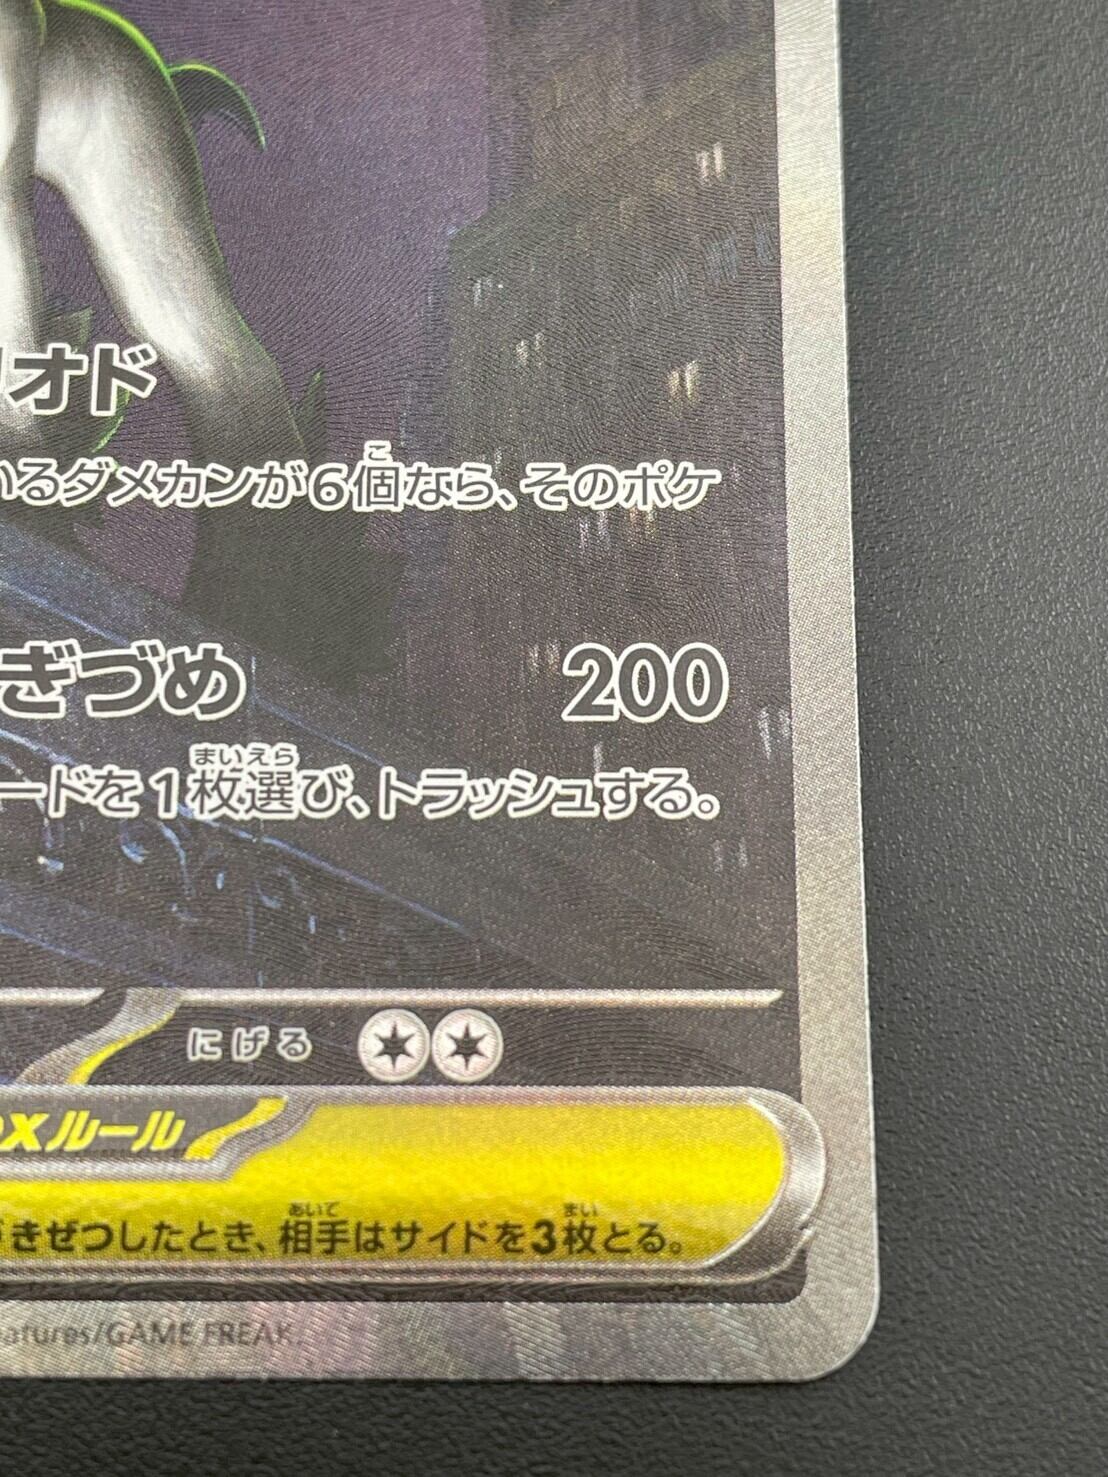 オド
いるダメカンが6個なら、そのポケ
こ
ぎづめ 200
ードを1枚選び、トラッシュする。
まいえら
にげる
exルール
きぜつしたとき、相手はサイドを3枚とる。
あいて まい
eatures/GAME FREAK.